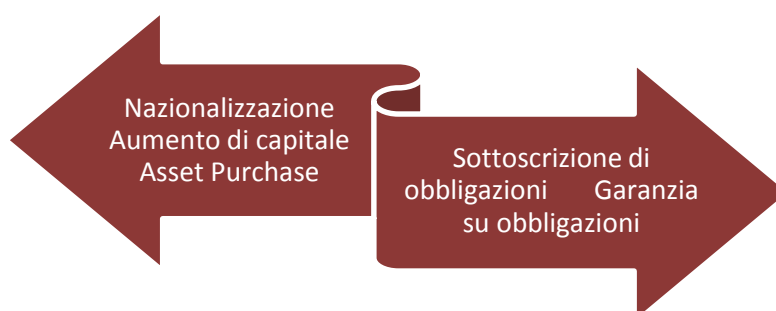 Nazionalizzazione
Aumento di capitale
Asset Purchase
Sottoscrizione di
obbligazioni Garanzia
su obbligazioni